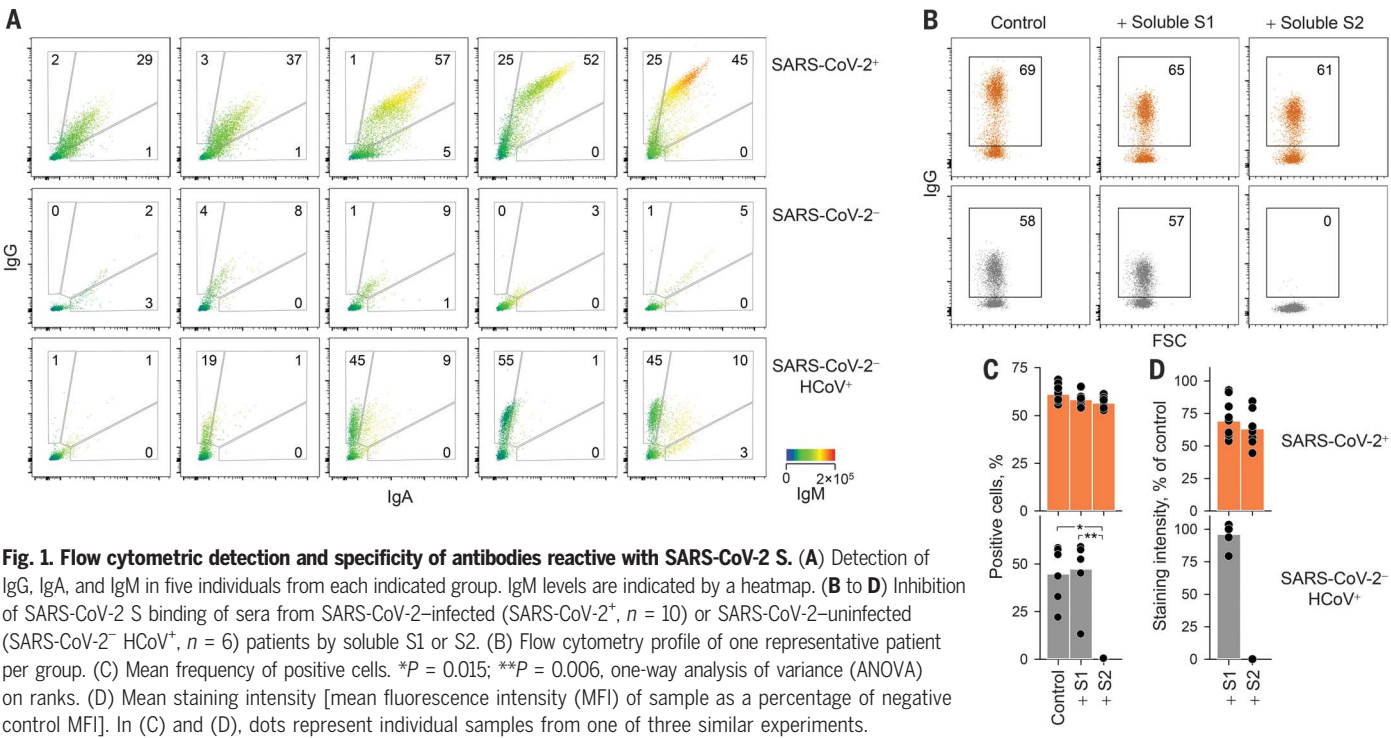 A
2 29
1
3 37
1
1 57
5
25 52
0
25 45
0
SARS-CoV-2⁺
0 2
3
4 8
0
1 9
1
0 3
0
1 5
0
SARS-CoV-2⁻
1 1
0
19 1
0
45 9
0
55 1
0
45 10
3
SARS-CoV-2⁻
HCoV⁺
IgG
IgA
0 2×10⁵
IgM
B
Control + Soluble S1 + Soluble S2
69 65 61
58 57 0
IgG
FSC
C
Positive cells, %
75
50
25
0
50
25
0
* **
Control
+ S1
+ S2
D
Staining intensity, % of control
100
75
50
25
0
100
75
50
25
0
+ S1
+ S2
SARS-CoV-2⁺
SARS-CoV-2⁻
HCoV⁺
Fig. 1. Flow cytometric detection and specificity of antibodies reactive with SARS-CoV-2 S. (A) Detection of
IgG, IgA, and IgM in five individuals from each indicated group. IgM levels are indicated by a heatmap. (B to D) Inhibition
of SARS-CoV-2 S binding of sera from SARS-CoV-2–infected (SARS-CoV-2⁺, n = 10) or SARS-CoV-2–uninfected
(SARS-CoV-2⁻ HCoV⁺, n = 6) patients by soluble S1 or S2. (B) Flow cytometry profile of one representative patient
per group. (C) Mean frequency of positive cells. *P = 0.015; **P = 0.006, one-way analysis of variance (ANOVA)
on ranks. (D) Mean staining intensity [mean fluorescence intensity (MFI) of sample as a percentage of negative
control MFI]. In (C) and (D), dots represent individual samples from one of three similar experiments.